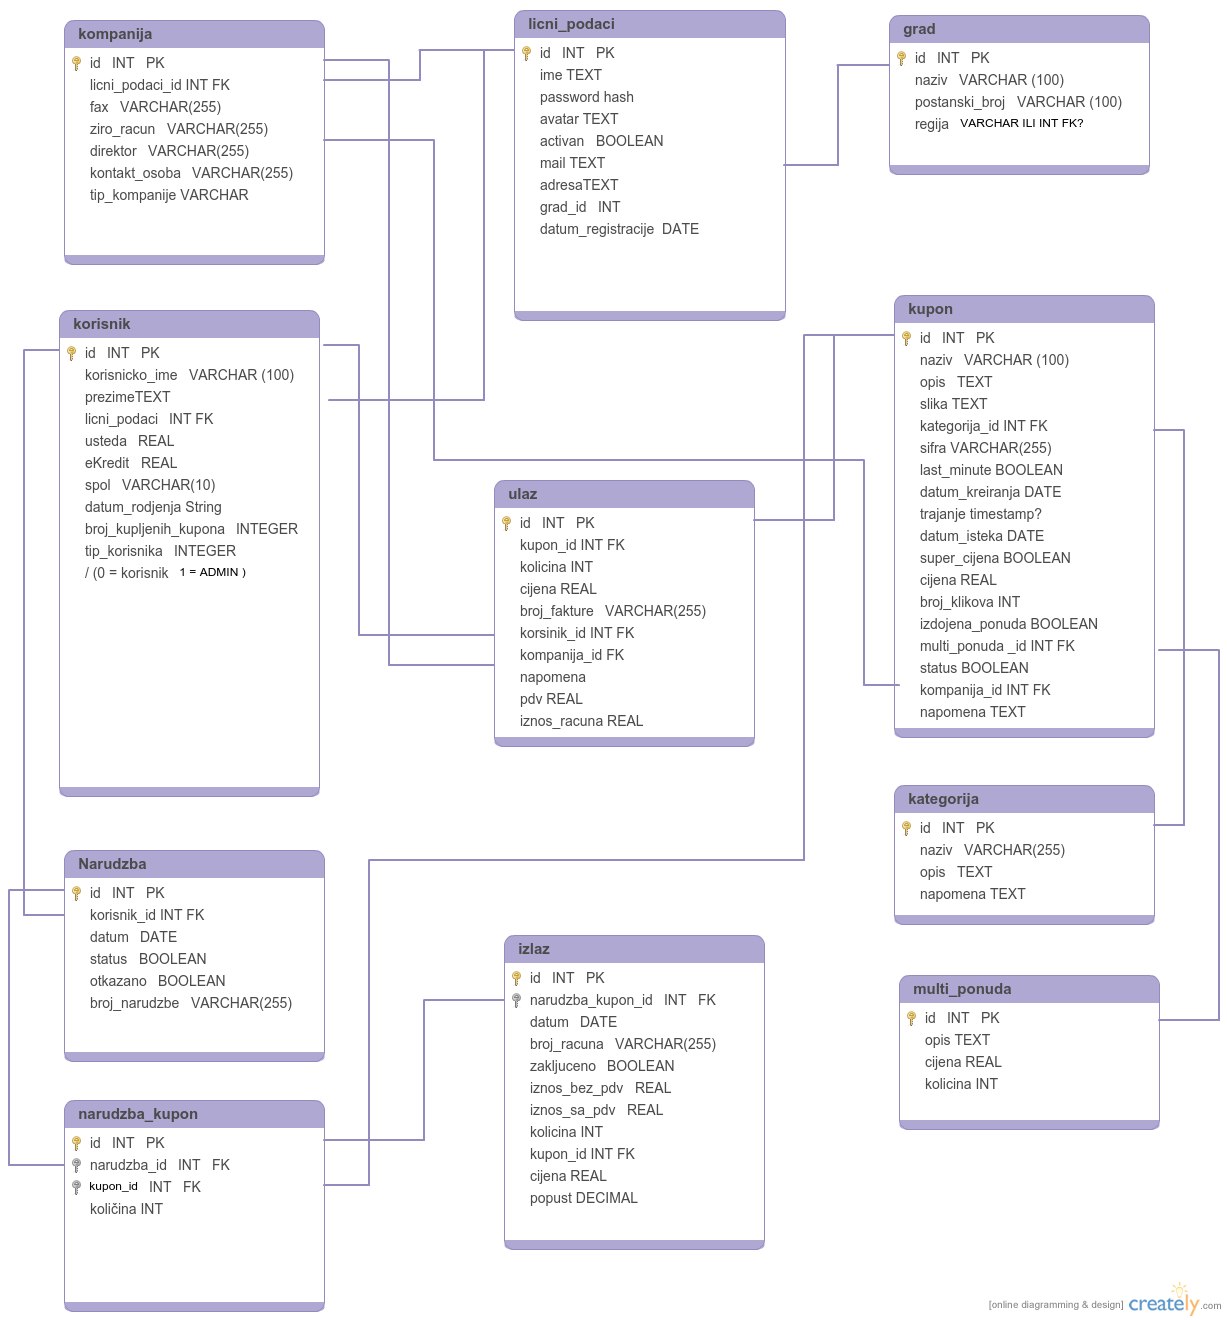 kompanija
id INT PK
licni_podaci_id INT FK
fax VARCHAR(255)
ziro_racun VARCHAR(255)
direktor VARCHAR(255)
kontakt_osoba VARCHAR(255)
tip_kompanije VARCHAR
licni_podaci
id INT PK
ime TEXT
password hash
avatar TEXT
activan BOOLEAN
mail TEXT
adresaTEXT
grad_id INT
datum_registracije DATE
grad
id INT PK
naziv VARCHAR (100)
postanski_broj VARCHAR (100)
regija VARCHAR ILI INT FK?
korisnik
id INT PK
korisnicko_ime VARCHAR (100)
prezimeTEXT
licni_podaci INT FK
usteda REAL
eKredit REAL
spol VARCHAR(10)
datum_rodjenja String
broj_kupljenih_kupona INTEGER
tip_korisnika INTEGER
/ (0 = korisnik 1 = ADMIN )
ulaz
id INT PK
kupon_id INT FK
kolicina INT
cijena REAL
broj_fakture VARCHAR(255)
korsinik_id INT FK
kompanija_id FK
napomena
pdv REAL
iznos_racuna REAL
kupon
id INT PK
naziv VARCHAR (100)
opis TEXT
slika TEXT
kategorija_id INT FK
sifra VARCHAR(255)
last_minute BOOLEAN
datum_kreiranja DATE
trajanje timestamp?
datum_isteka DATE
super_cijena BOOLEAN
cijena REAL
broj_klikova INT
izdojena_ponuda BOOLEAN
multi_ponuda _id INT FK
status BOOLEAN
kompanija_id INT FK
napomena TEXT
kategorija
id INT PK
naziv VARCHAR(255)
opis TEXT
napomena TEXT
Narudzba
id INT PK
korisnik_id INT FK
datum DATE
status BOOLEAN
otkazano BOOLEAN
broj_narudzbe VARCHAR(255)
izlaz
id INT PK
narudzba_kupon_id INT FK
datum DATE
broj_racuna VARCHAR(255)
zakljuceno BOOLEAN
iznos_bez_pdv REAL
iznos_sa_pdv REAL
kolicina INT
kupon_id INT FK
cijena REAL
popust DECIMAL
multi_ponuda
id INT PK
opis TEXT
cijena REAL
kolicina INT
narudzba_kupon
id INT PK
narudzba_id INT FK
kupon_id INT FK
količina INT
[online diagramming & design] creately.com